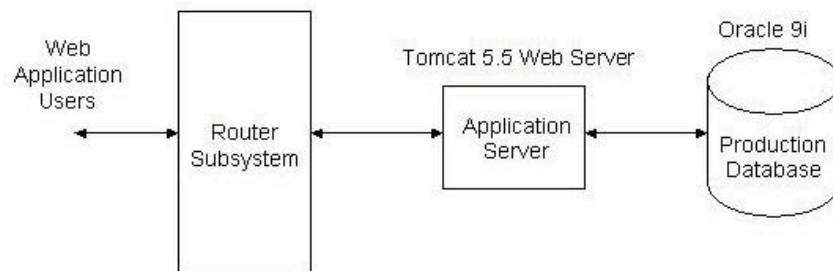 Web
Application
Users
Router
Subsystem
Tomcat 5.5 Web Server
Application
Server
Oracle 9i
Production
Database